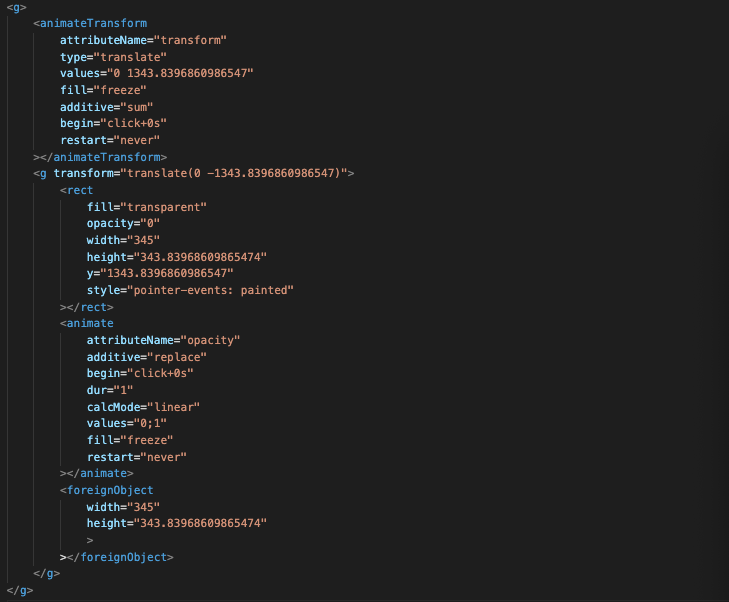 <g>
<animateTransform
attributeName="transform"
type="translate"
values="0 1343.8396860986547"
fill="freeze"
additive="sum"
begin="click+0s"
restart="never"
></animateTransform>
<g transform="translate(0 -1343.8396860986547)">
<rect
fill="transparent"
opacity="0"
width="345"
height="343.83968609865474"
y="1343.8396860986547"
style="pointer-events: painted"
></rect>
<animate
attributeName="opacity"
additive="replace"
begin="click+0s"
dur="1"
calcMode="linear"
values="0;1"
fill="freeze"
restart="never"
></animate>
<foreignObject
width="345"
height="343.83968609865474"
>
></foreignObject>
</g>
</g>